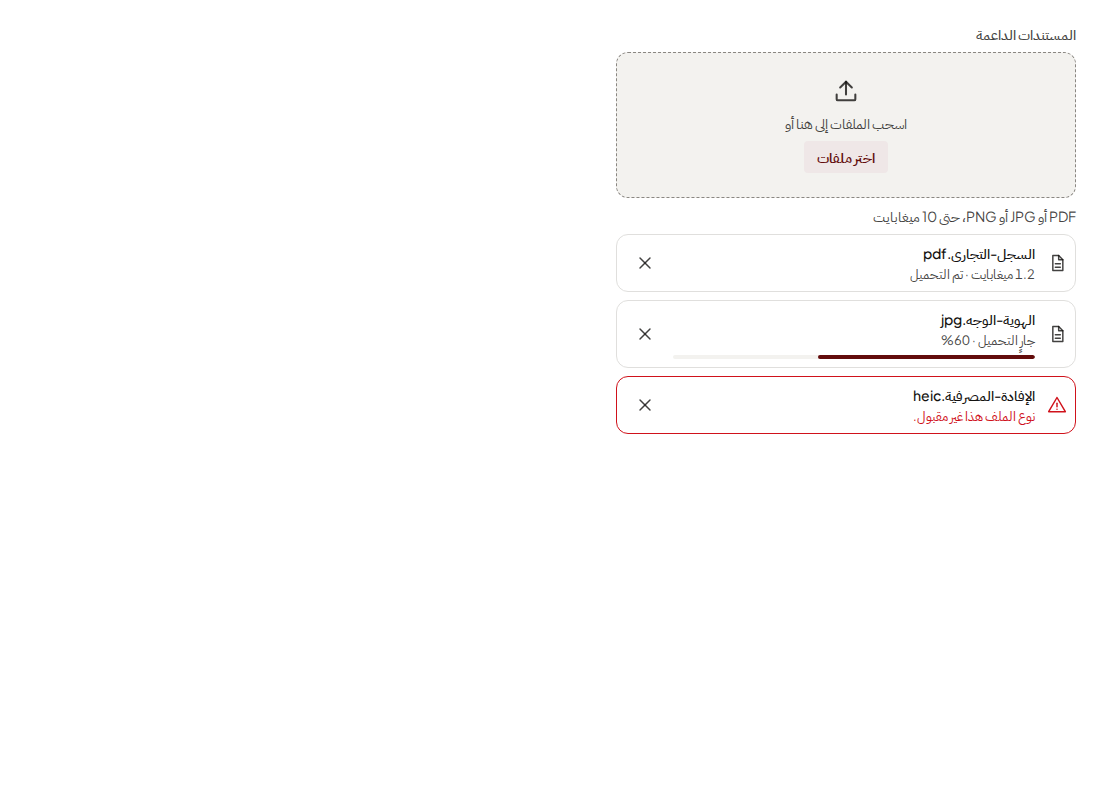 المستندات الداعمة
اسحب الملفات إلى هنا أو
اختر ملفات
PDF أو JPG أو PNG، حتى 10 ميغابايت
السجل-التجاري.pdf
1.2 ميغابايت · تم التحميل
الهوية-الوجه.jpg
جارٍ التحميل · 60%
الإفادة-المصرفية.heic
نوع الملف هذا غير مقبول.